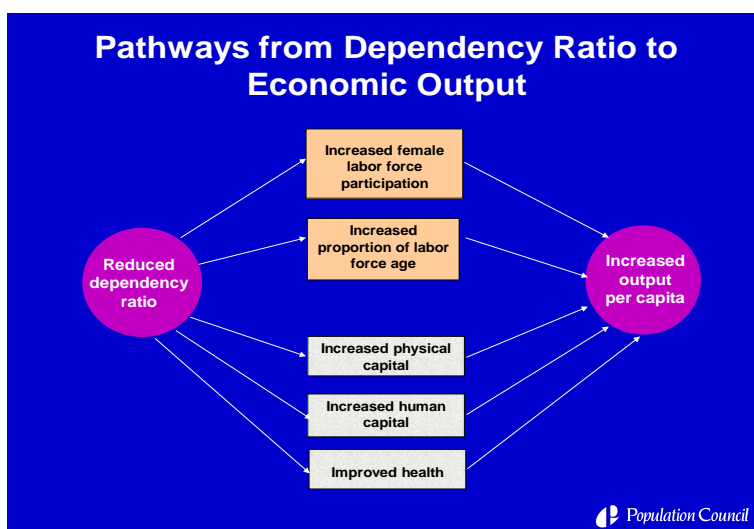 Pathways from Dependency Ratio to
Economic Output
Increased female
labor force
participation
Increased
proportion of labor
force age
Reduced
dependency
ratio
Increased
output
per capita
Increased physical
capital
Increased human
capital
Improved health
Population Council